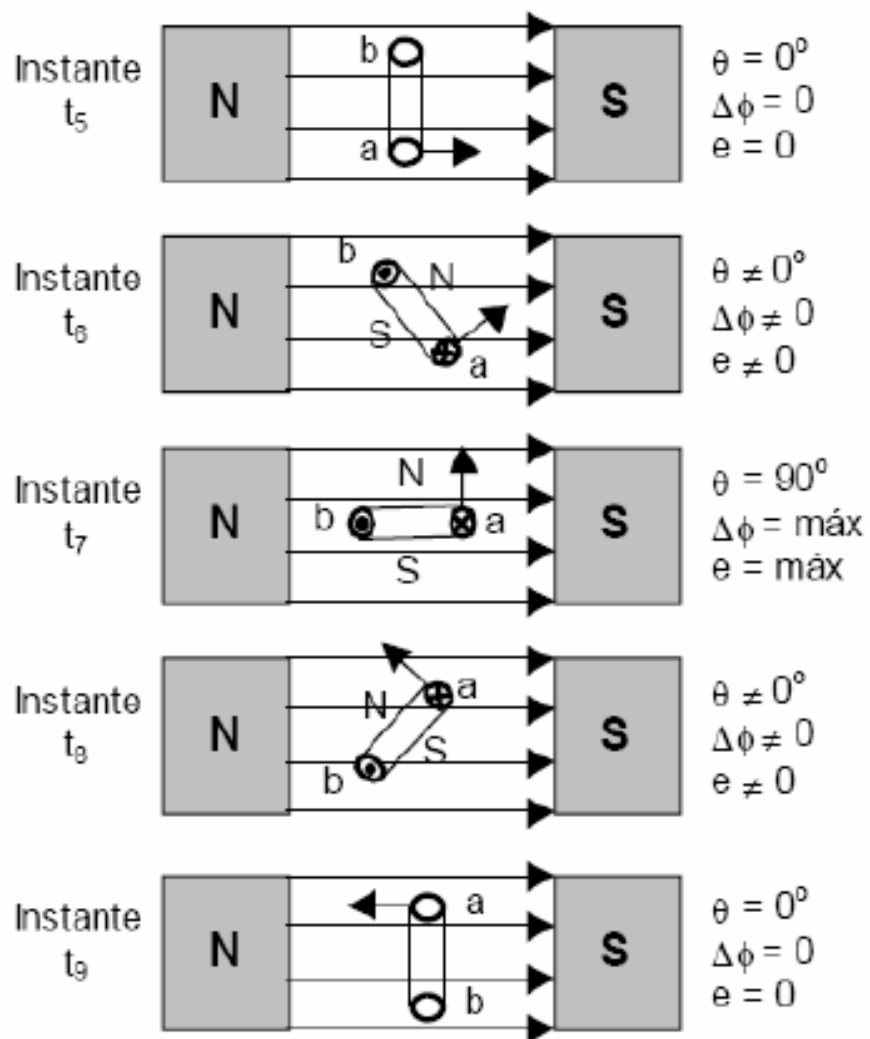 Instante
t₅
N
b
a
S
θ = 0º
Δϕ = 0
e = 0
Instante
t₆
N
b
N
S
a
S
θ ≠ 0º
Δϕ ≠ 0
e ≠ 0
Instante
t₇
N
N
b
a
S
S
θ = 90º
Δϕ = máx
e = máx
Instante
t₈
N
a
N
S
b
S
θ ≠ 0º
Δϕ ≠ 0
e ≠ 0
Instante
t₉
N
a
b
S
θ = 0º
Δϕ = 0
e = 0